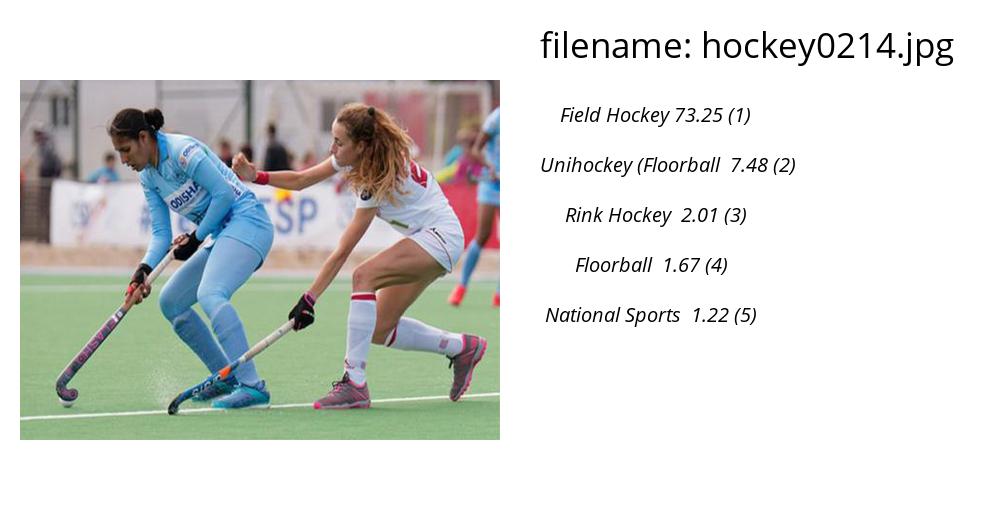 filename: hockey0214.jpg
Field Hockey 73.25 (1)
Unihockey (Floorball 7.48 (2)
Rink Hockey 2.01 (3)
Floorball 1.67 (4)
National Sports 1.22 (5)
ODISHA
SP